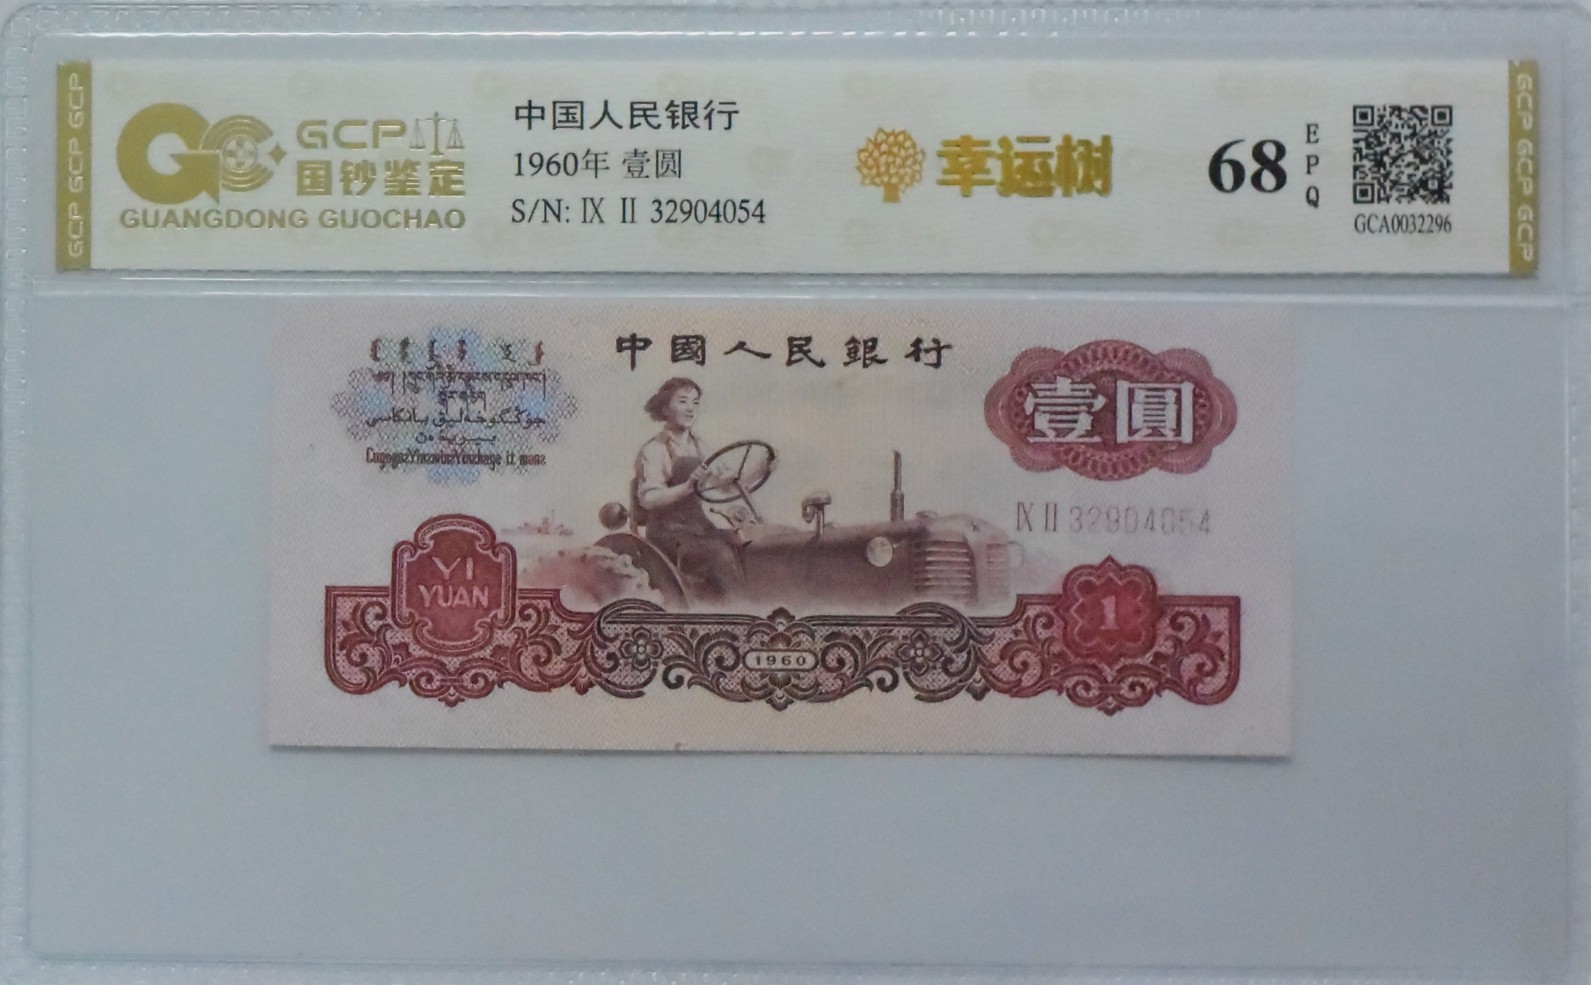 GCP GCP GCP
GCP
国钞鉴定
GUANGDONG GUOCHAO
中国人民银行
1960年 壹圆
S/N: Ⅸ Ⅱ 32904054
幸运树
68
EPQ
GCA0032296
GCP GCP GCP
中國人民銀行
壹圓
Ⅸ Ⅱ 32904054
YI
YUAN
1960
1